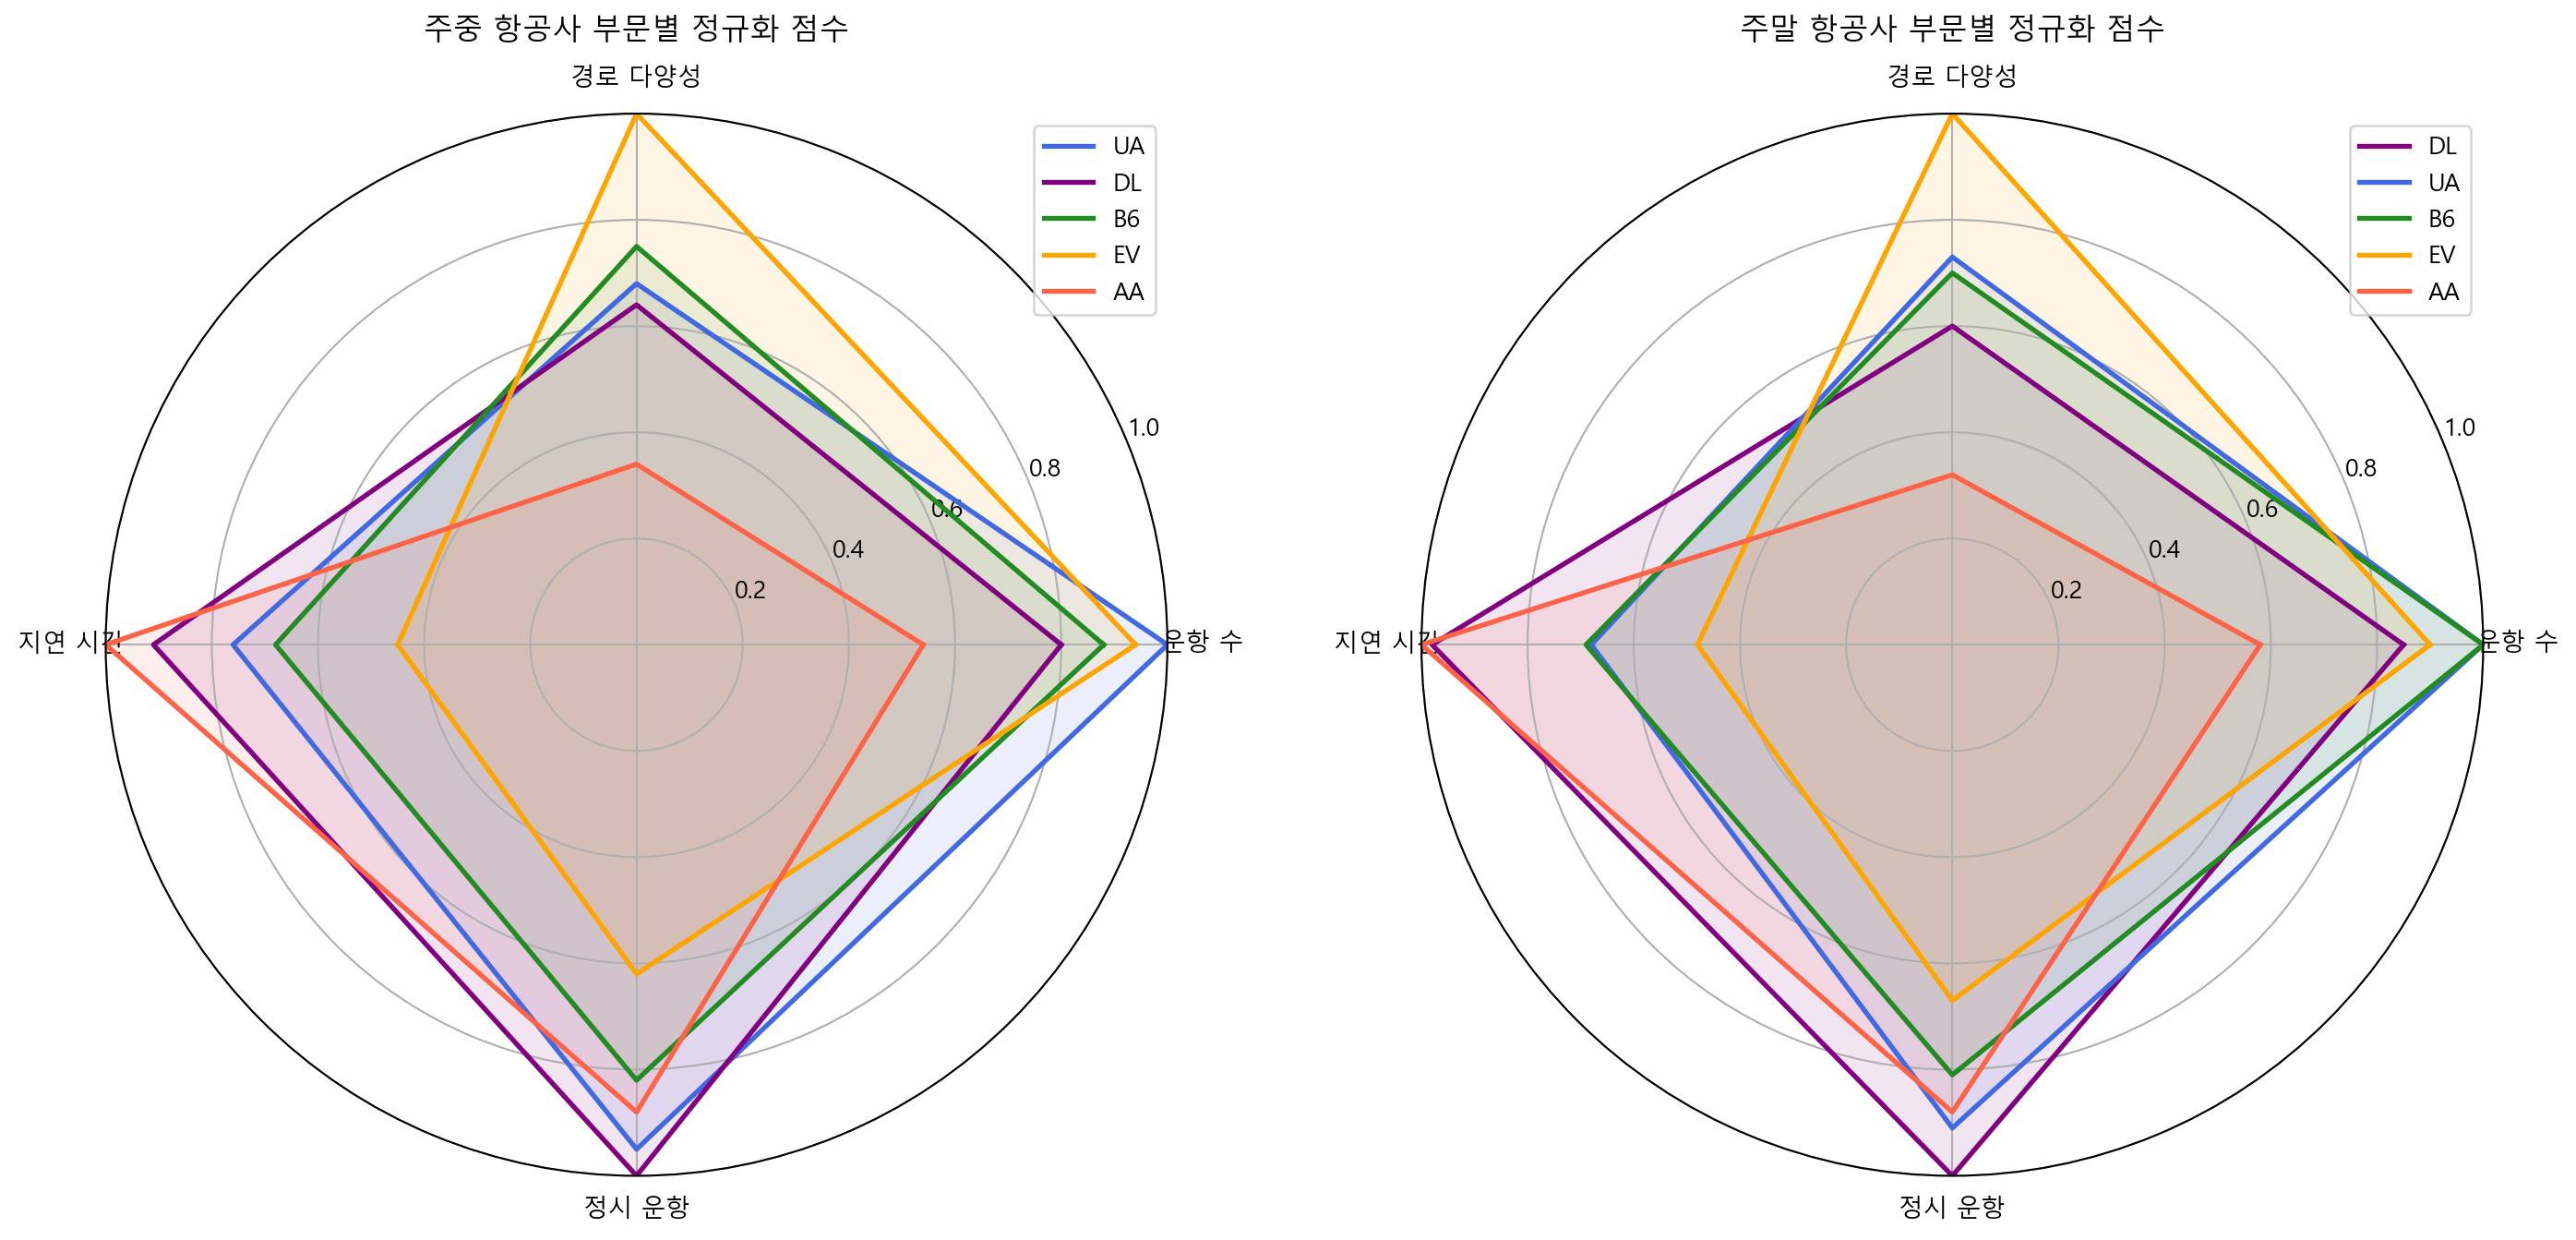 주중 항공사 부문별 정규화 점수
경로 다양성
UA
DL
B6
EV
AA
1.0
0.8
0.6
0.4
0.2
지연 시간
운항 수
정시 운항
주말 항공사 부문별 정규화 점수
경로 다양성
DL
UA
B6
EV
AA
1.0
0.8
0.6
0.4
0.2
지연 시간
운항 수
정시 운항